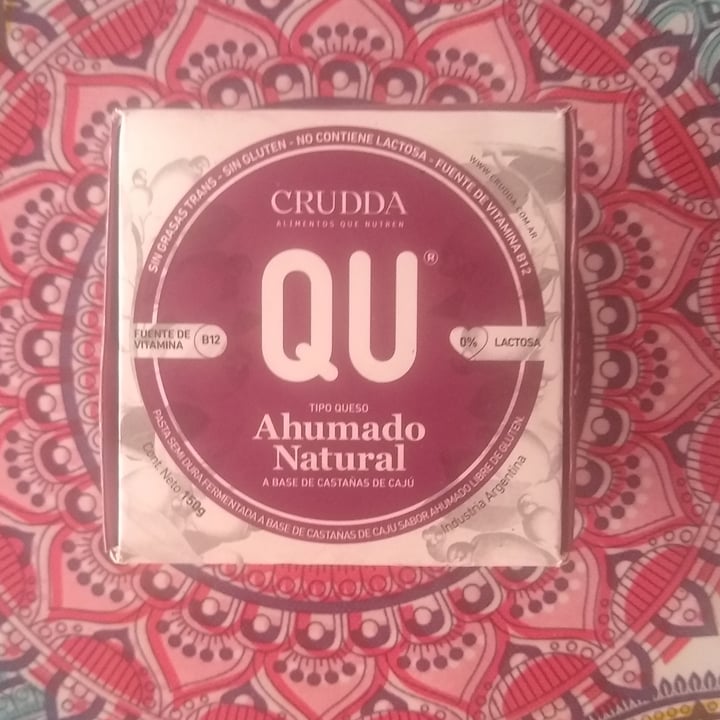 SIN GRASAS TRANS - SIN GLUTEN - NO CONTIENE LACTOSA - FUENTE DE VITAMINA B12
WWW.CRUDDA.COM.AR
CRUDDA
ALIMENTOS QUE NUTREN
QU®
FUENTE DE
VITAMINA
B12
0%
LACTOSA
TIPO QUESO
Ahumado
Natural
A BASE DE CASTAÑAS DE CAJÚ
PASTA SEMI DURA FERMENTADA A BASE DE CASTAÑAS DE CAJU SABOR AHUMADO LIBRE DE GLUTEN.
Cont. Neto 150g
Industria Argentina